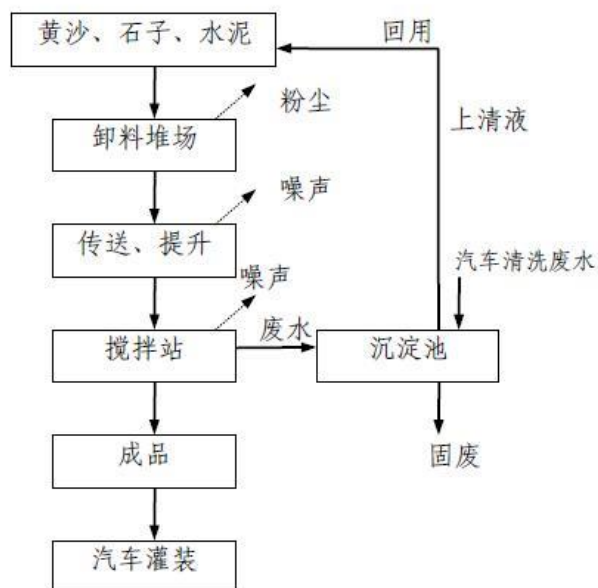 黄沙、石子、水泥
回用
粉尘
上清液
卸料堆场
噪声
传送、提升
汽车清洗废水
噪声
废水
搅拌站
沉淀池
成品
固废
汽车灌装